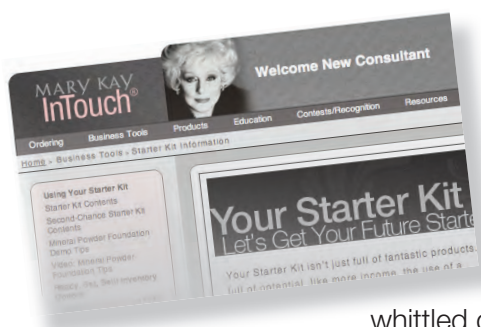 MARY KAY
InTouch®
Welcome New Consultant
Ordering Business Tools Products Education Contests/Recognition Resources
Home » Business Tools » Starter Kit Information
Using Your Starter Kit
Starter Kit Contents
Second-Chance Starter Kit
Contents
Mineral Powder Foundation
Demo Tips
Video: Mineral Powder
Foundation Tips
Your Starter Kit
Let's Get Your Future Starte
Your Starter Kit isn't just full of fantastic products
full of potential, like more income, the use of a
whittled